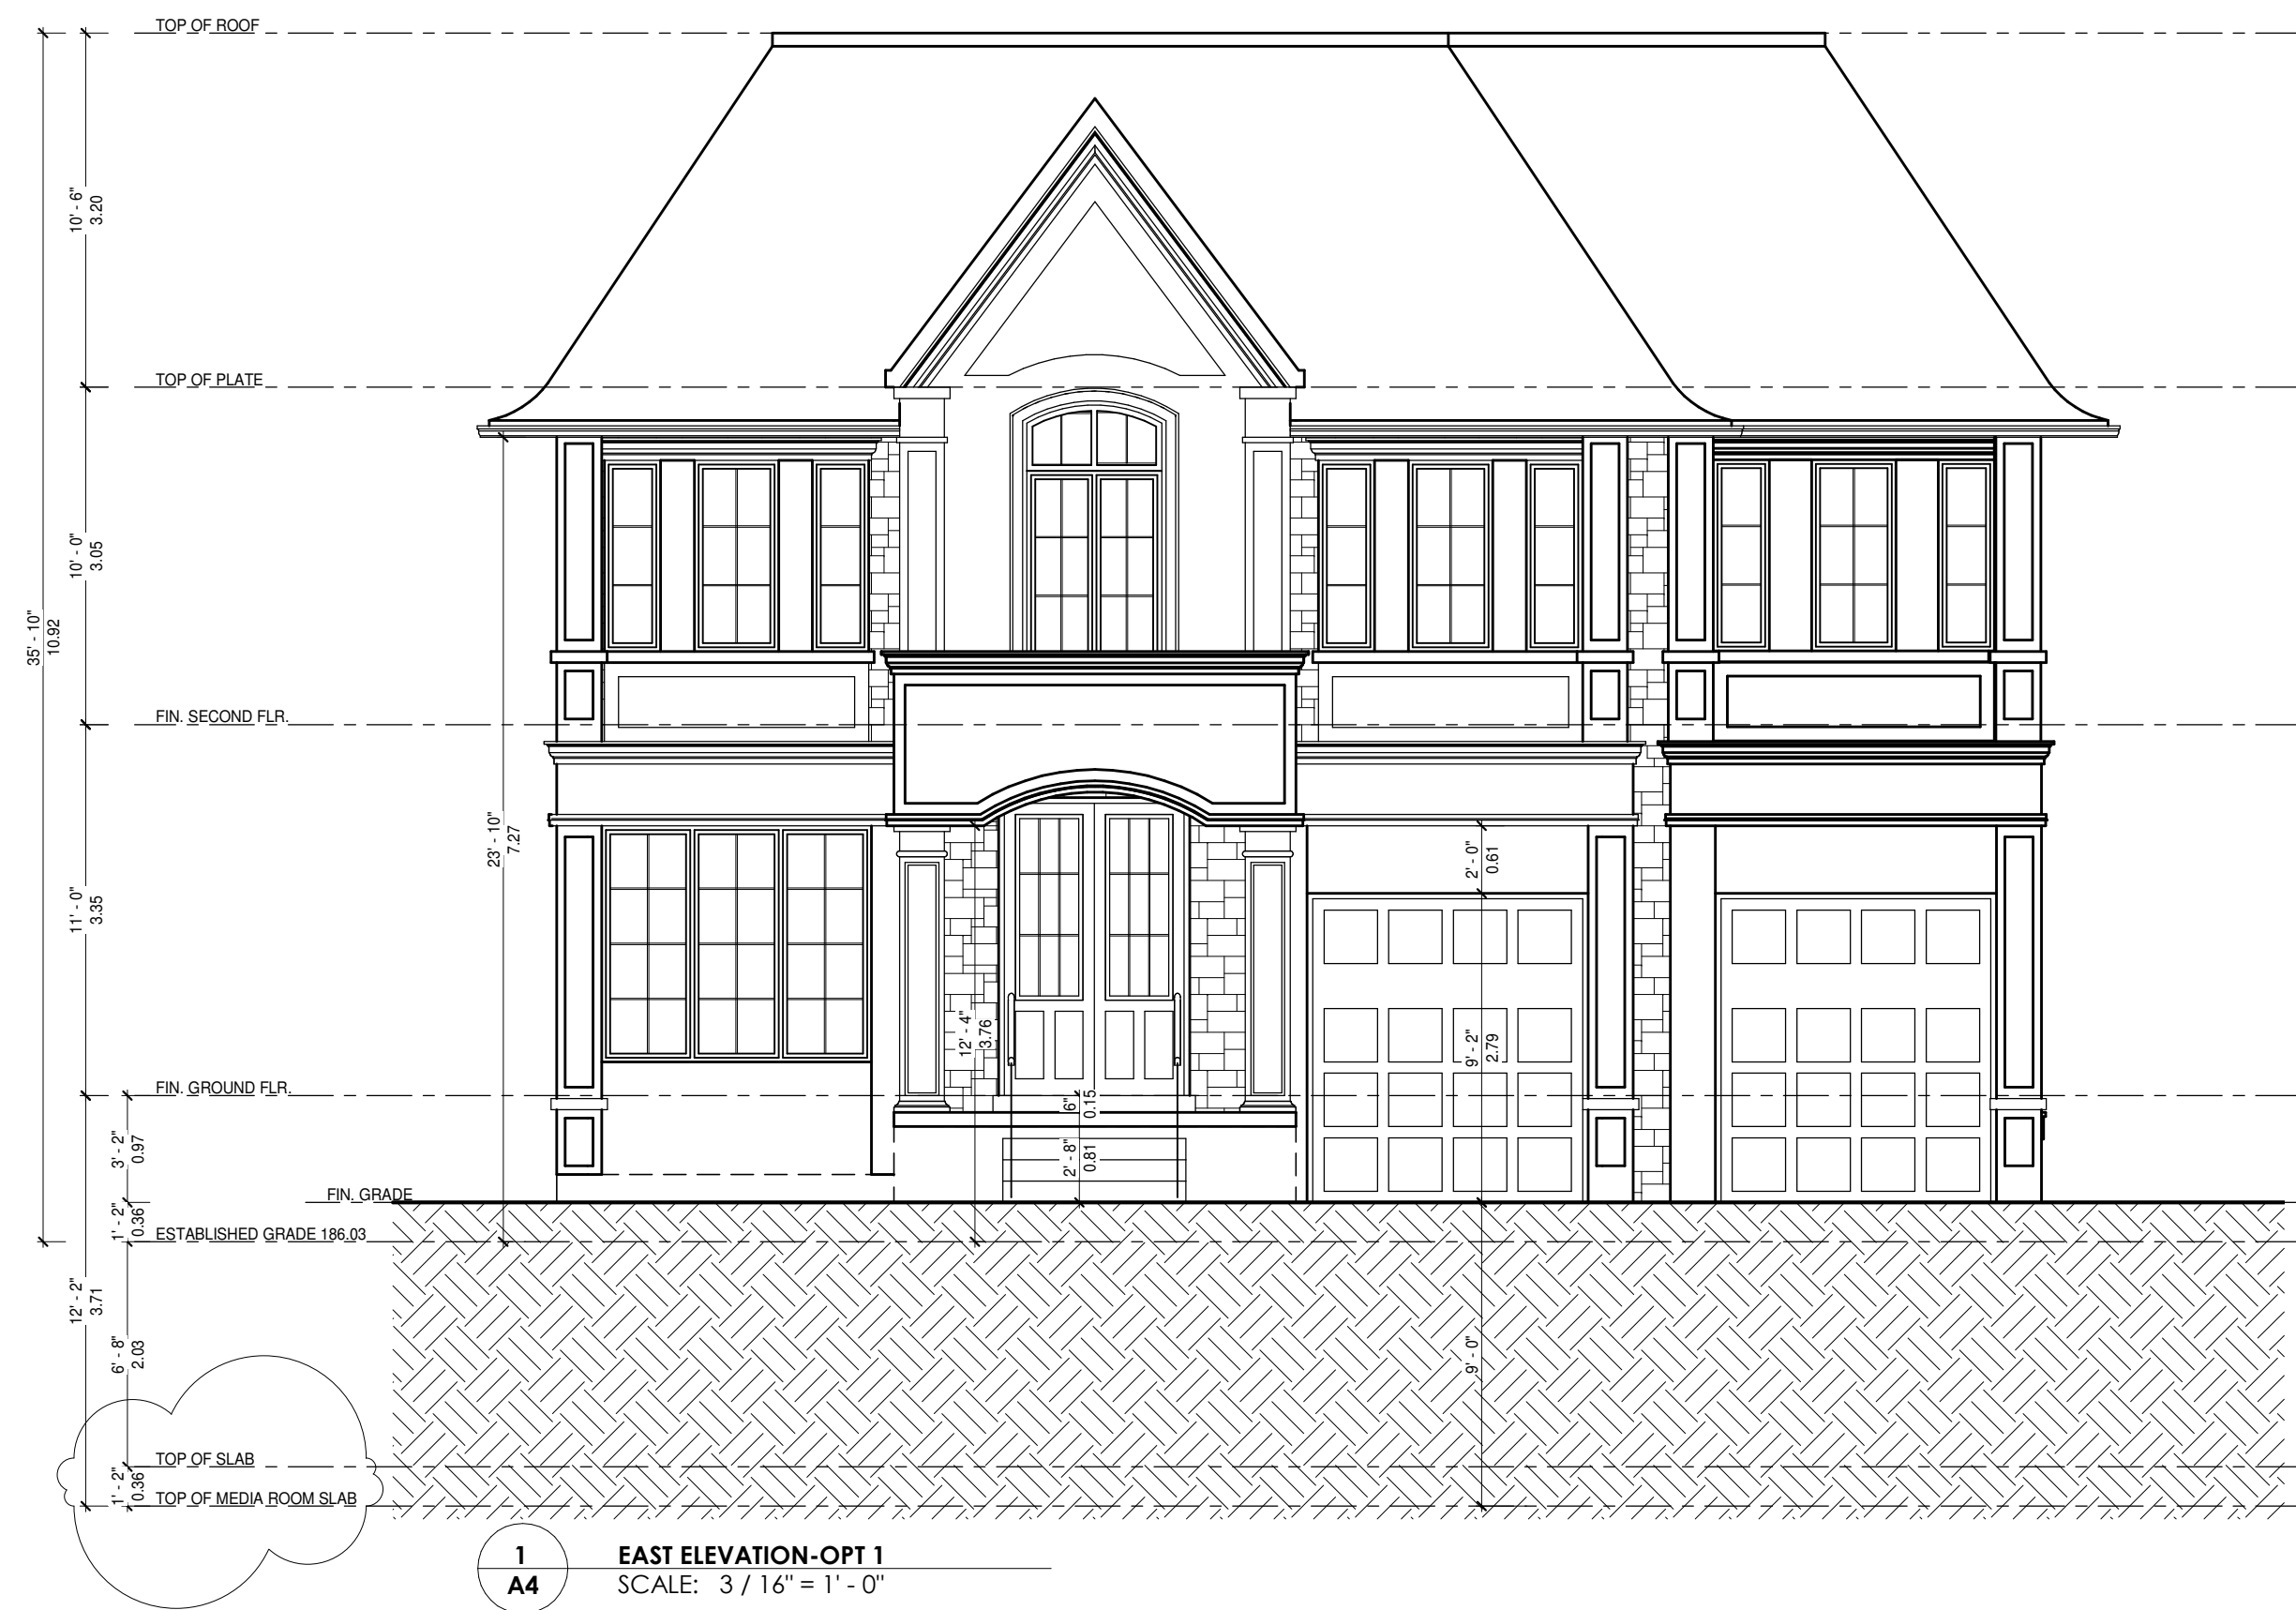 TOP OF ROOF
10' - 6"
3.20
TOP OF PLATE
10' - 0"
3.05
35' - 10"
10.92
FIN. SECOND FLR.
23' - 10"
7.27
2' - 0"
0.61
11' - 0"
3.35
12' - 4"
3.76
9' - 2"
2.79
FIN. GROUND FLR.
6"
0.15
3' - 2"
0.97
2' - 8"
0.81
FIN. GRADE
1' - 2"
0.36
ESTABLISHED GRADE 186.03
12' - 2"
3.71
6' - 8"
2.03
9' - 0"
TOP OF SLAB
1' - 2"
0.36
TOP OF MEDIA ROOM SLAB
1
A4
EAST ELEVATION-OPT 1
SCALE: 3 / 16" = 1' - 0"